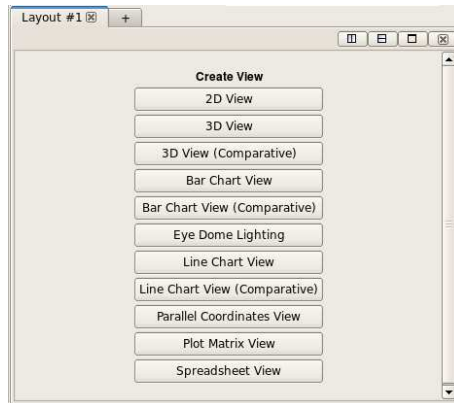 Layout #1
+
Create View
2D View
3D View
3D View (Comparative)
Bar Chart View
Bar Chart View (Comparative)
Eye Dome Lighting
Line Chart View
Line Chart View (Comparative)
Parallel Coordinates View
Plot Matrix View
Spreadsheet View